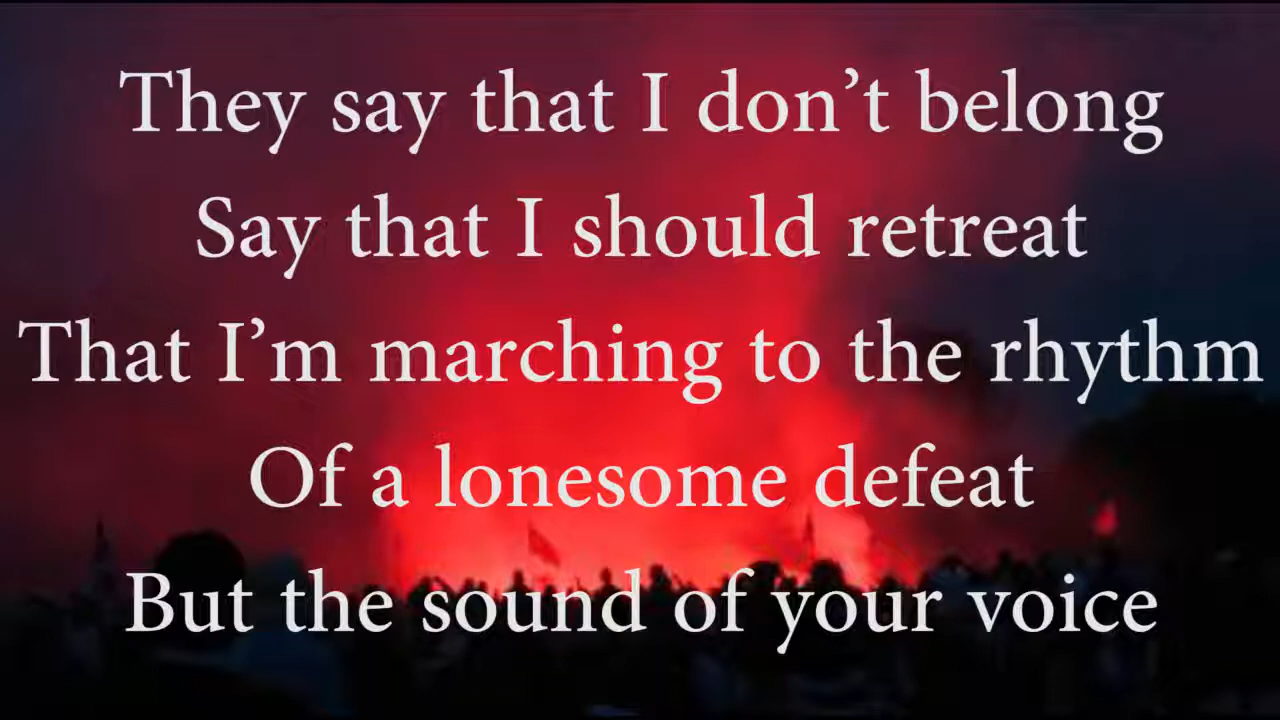 They say that I don’t belong
Say that I should retreat
That I’m marching to the rhythm
Of a lonesome defeat
But the sound of your voice